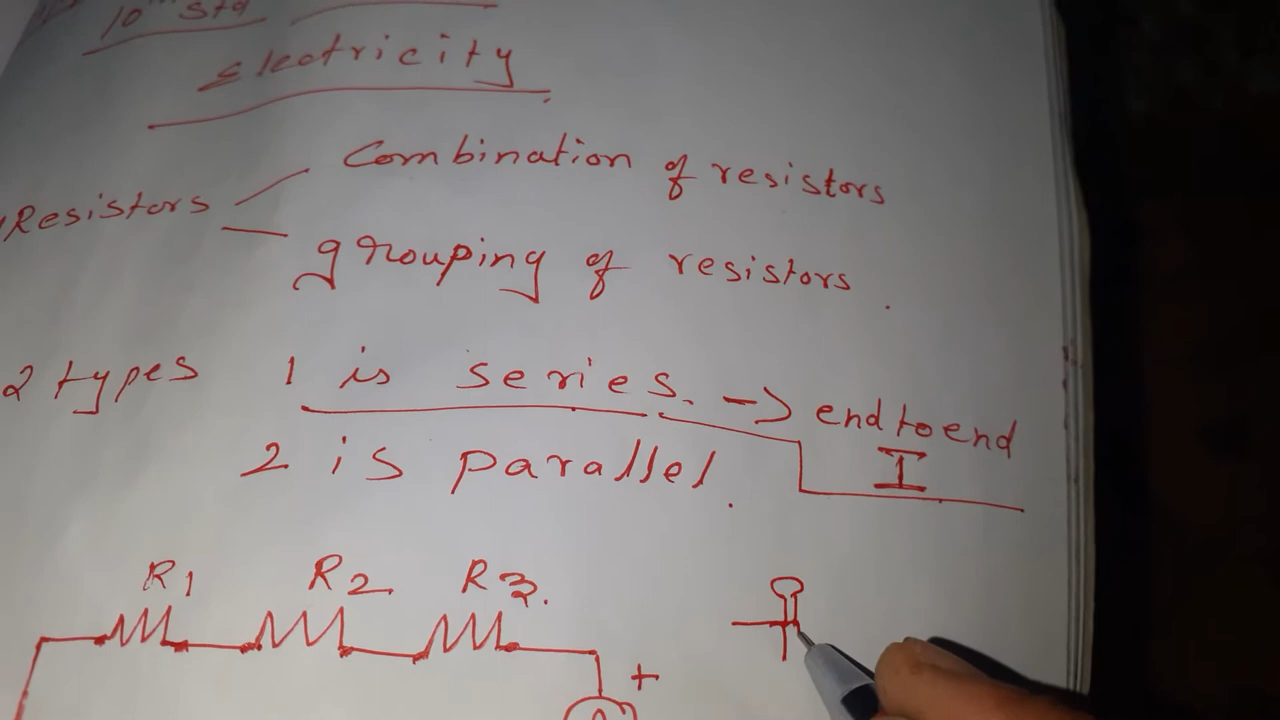 10th std
Electricity
Resistors
Combination of resistors
grouping of resistors.
2 types 1 is series. -> end to end
I
2 is parallel.
R1 R2 R3.
+
A